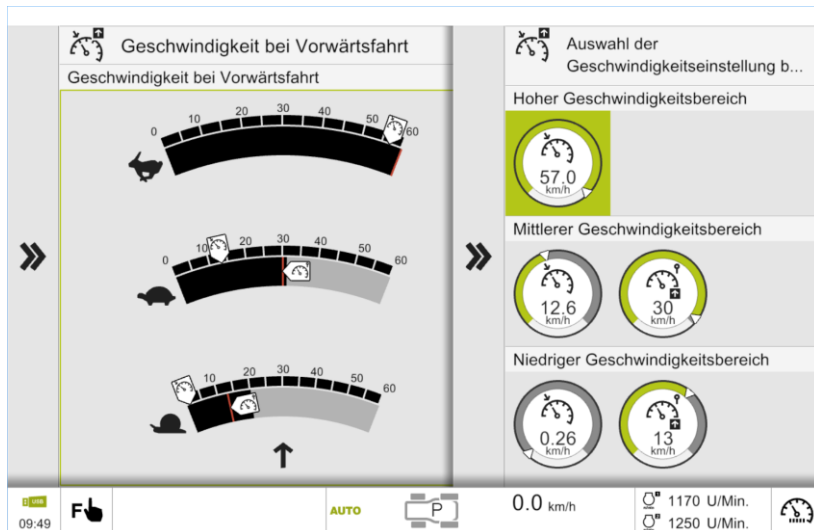 Geschwindigkeit bei Vorwärtsfahrt
Geschwindigkeit bei Vorwärtsfahrt
0 10 20 30 40 50 60
0 10 20 30 40 50 60
10 20 30 40 50 60
Auswahl der
Geschwindigkeitseinstellung b...
Hoher Geschwindigkeitsbereich
57.0
km/h
Mittlerer Geschwindigkeitsbereich
12.6
km/h
30
km/h
Niedriger Geschwindigkeitsbereich
0.26
km/h
13
km/h
USB
09:49
F
AUTO
P
0.0 km/h
1170 U/Min.
1250 U/Min.